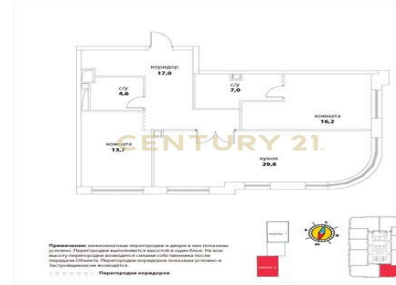 коридор
17,0
с/у
4,6
с/у
7,0
комната
16,2
комната
13,7
CENTURY 21
кухня
29,8
Примечание: межкомнатные перегородки и двери в них показаны
условно. Перегородки выполняются высотой в один блок. На всю
высоту перегородки возводятся силами собственника после
передачи Объекта. Перегородки коридоров показаны условно и
Застройщиком не возводятся.
Перегородки коридоров